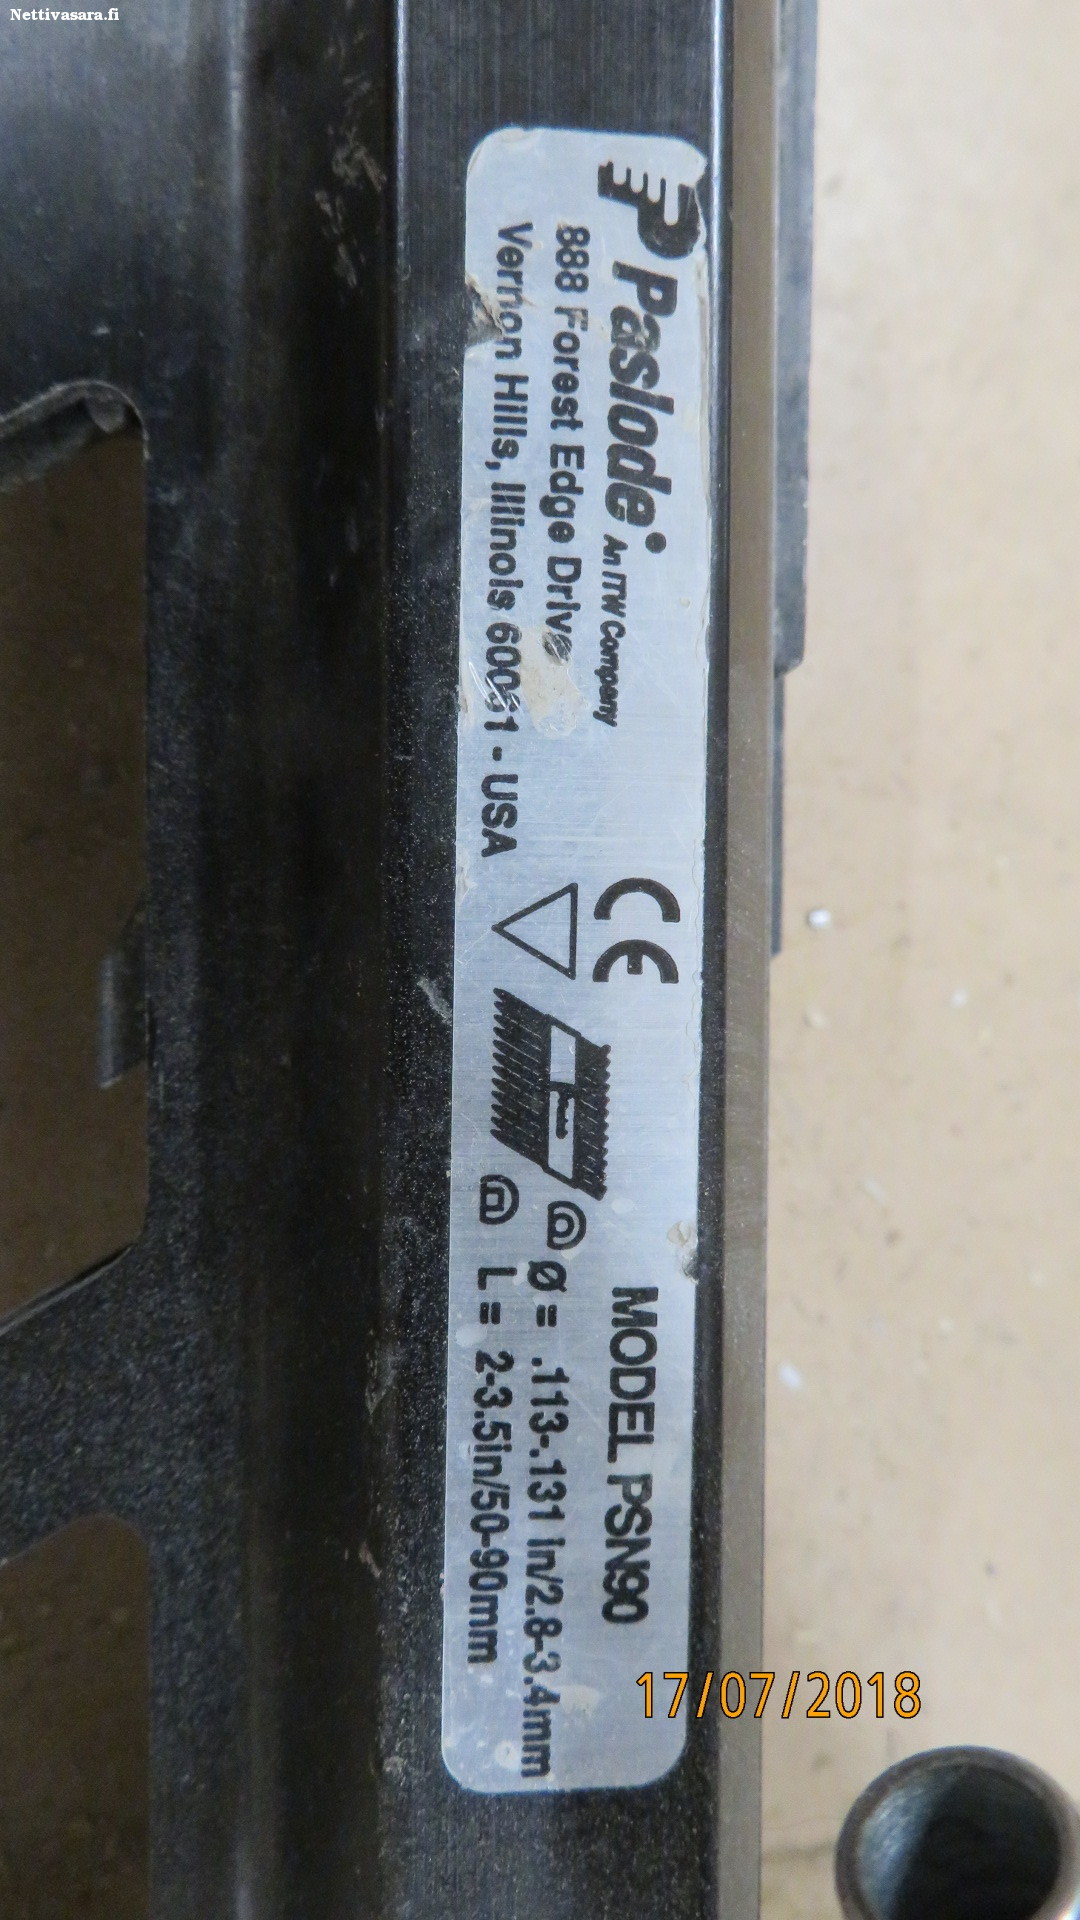 Nettivasara.fi
Paslode
An ITW Company
888 Forest Edge Drive
Vernon Hills, Illinois 60061 - USA
CE
MODEL PSN90
Ø = .113-.131 in/2.8-3.4mm
L = 2-3.5in/50-90mm
17/07/2018